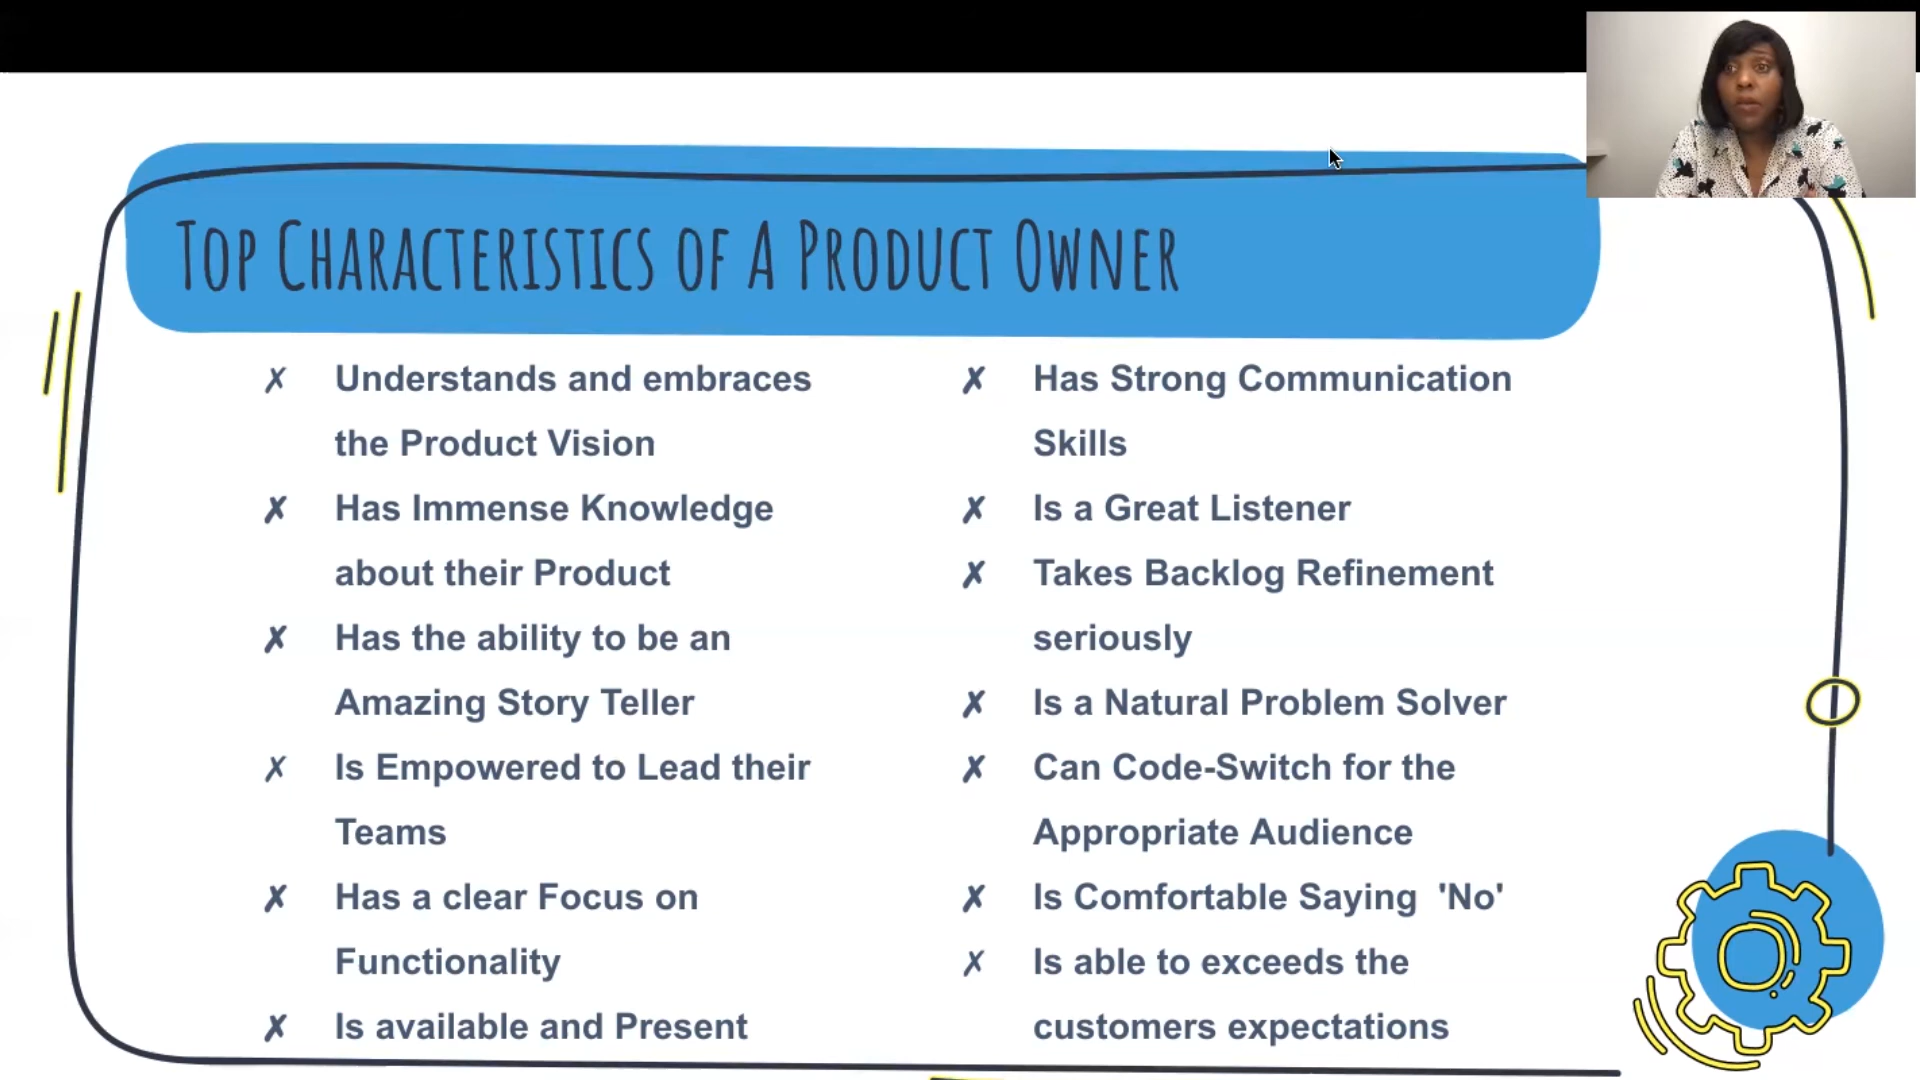 Top Characteristics of A Product Owner
✗ Understands and embraces
the Product Vision
✗ Has Immense Knowledge
about their Product
✗ Has the ability to be an
Amazing Story Teller
✗ Is Empowered to Lead their
Teams
✗ Has a clear Focus on
Functionality
✗ Is available and Present
✗ Has Strong Communication
Skills
✗ Is a Great Listener
✗ Takes Backlog Refinement
seriously
✗ Is a Natural Problem Solver
✗ Can Code-Switch for the
Appropriate Audience
✗ Is Comfortable Saying 'No'
✗ Is able to exceeds the
customers expectations